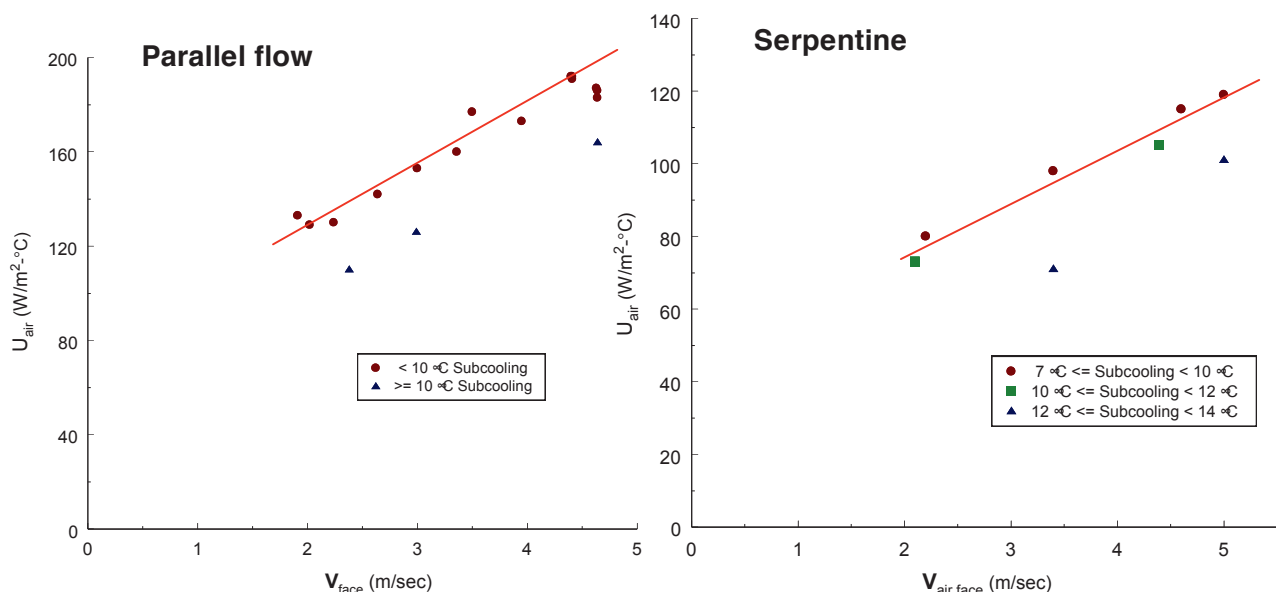 Parallel flow
200
160
120
80
40
0
U_air (W/m²-°C)
< 10 ∞C Subcooling
>= 10 ∞C Subcooling
0 1 2 3 4 5
V_face (m/sec)
Serpentine
140
120
100
80
60
40
20
0
U_air (W/m²-°C)
7 ∞C <= Subcooling < 10 ∞C
10 ∞C <= Subcooling < 12 ∞C
12 ∞C <= Subcooling < 14 ∞C
0 1 2 3 4 5
V_air face (m/sec)